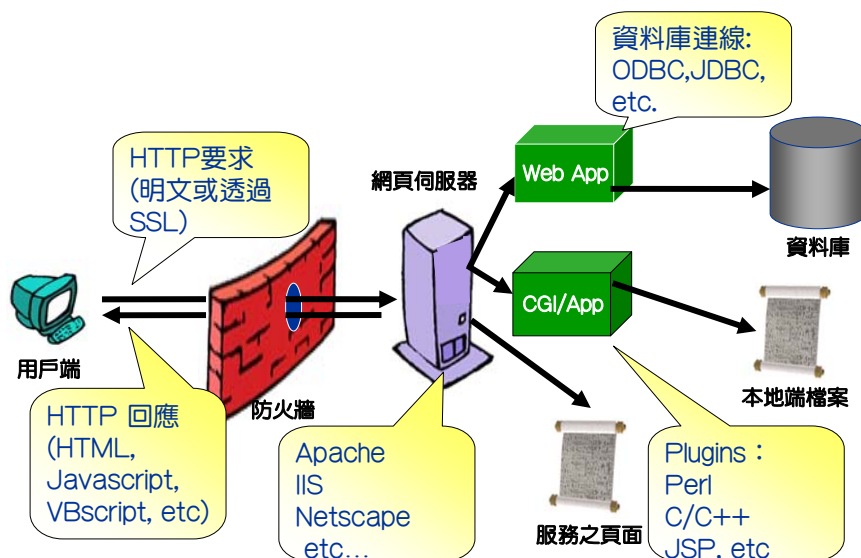 資料庫連線:
ODBC,JDBC,
etc.
HTTP要求
(明文或透過
SSL)
網頁伺服器
Web App
資料庫
CGI/App
用戶端
防火牆
本地端檔案
HTTP 回應
(HTML,
Javascript,
VBscript, etc)
Apache
IIS
Netscape
etc…
服務之頁面
Plugins：
Perl
C/C++
JSP, etc